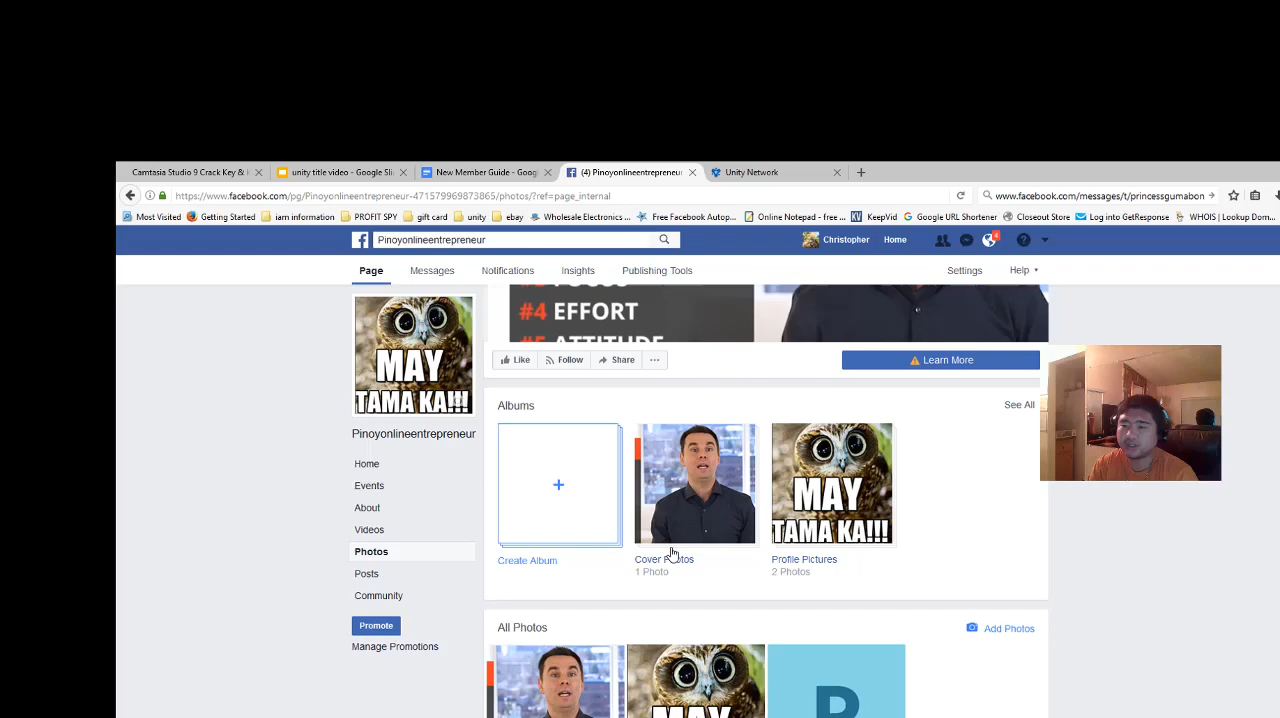 Camtasia Studio 9 Crack Key & unity title video - Google Sli New Member Guide - Goog (4) Pinoyonlineentrepreneur Unity Network
https://www.facebook.com/pg/Pinoyonlineentrepreneur-471579969873865/photos/?ref=page_internal www.facebook.com/messages/t/princessgumabon
Most Visited Getting Started iam information PROFIT SPY gift card unity ebay Wholesale Electronics ... Free Facebook Autop... Online Notepad - free ... KeepVid Google URL Shortener Closeout Store Log into GetResponse WHOIS | Lookup Dom...
Pinoyonlineentrepreneur Christopher Home 4
Page Messages Notifications Insights Publishing Tools Settings Help
#4 EFFORT
#5 ATTITUDE
MAY
TAMA KA!!!
Like Follow Share ... Learn More
Pinoyonlineentrepreneur
Home
Events
About
Videos
Photos
Posts
Community
Promote
Manage Promotions
Albums See All
MAY
TAMA KA!!!
Create Album Cover Photos Profile Pictures
1 Photo 2 Photos
All Photos Add Photos
MAY